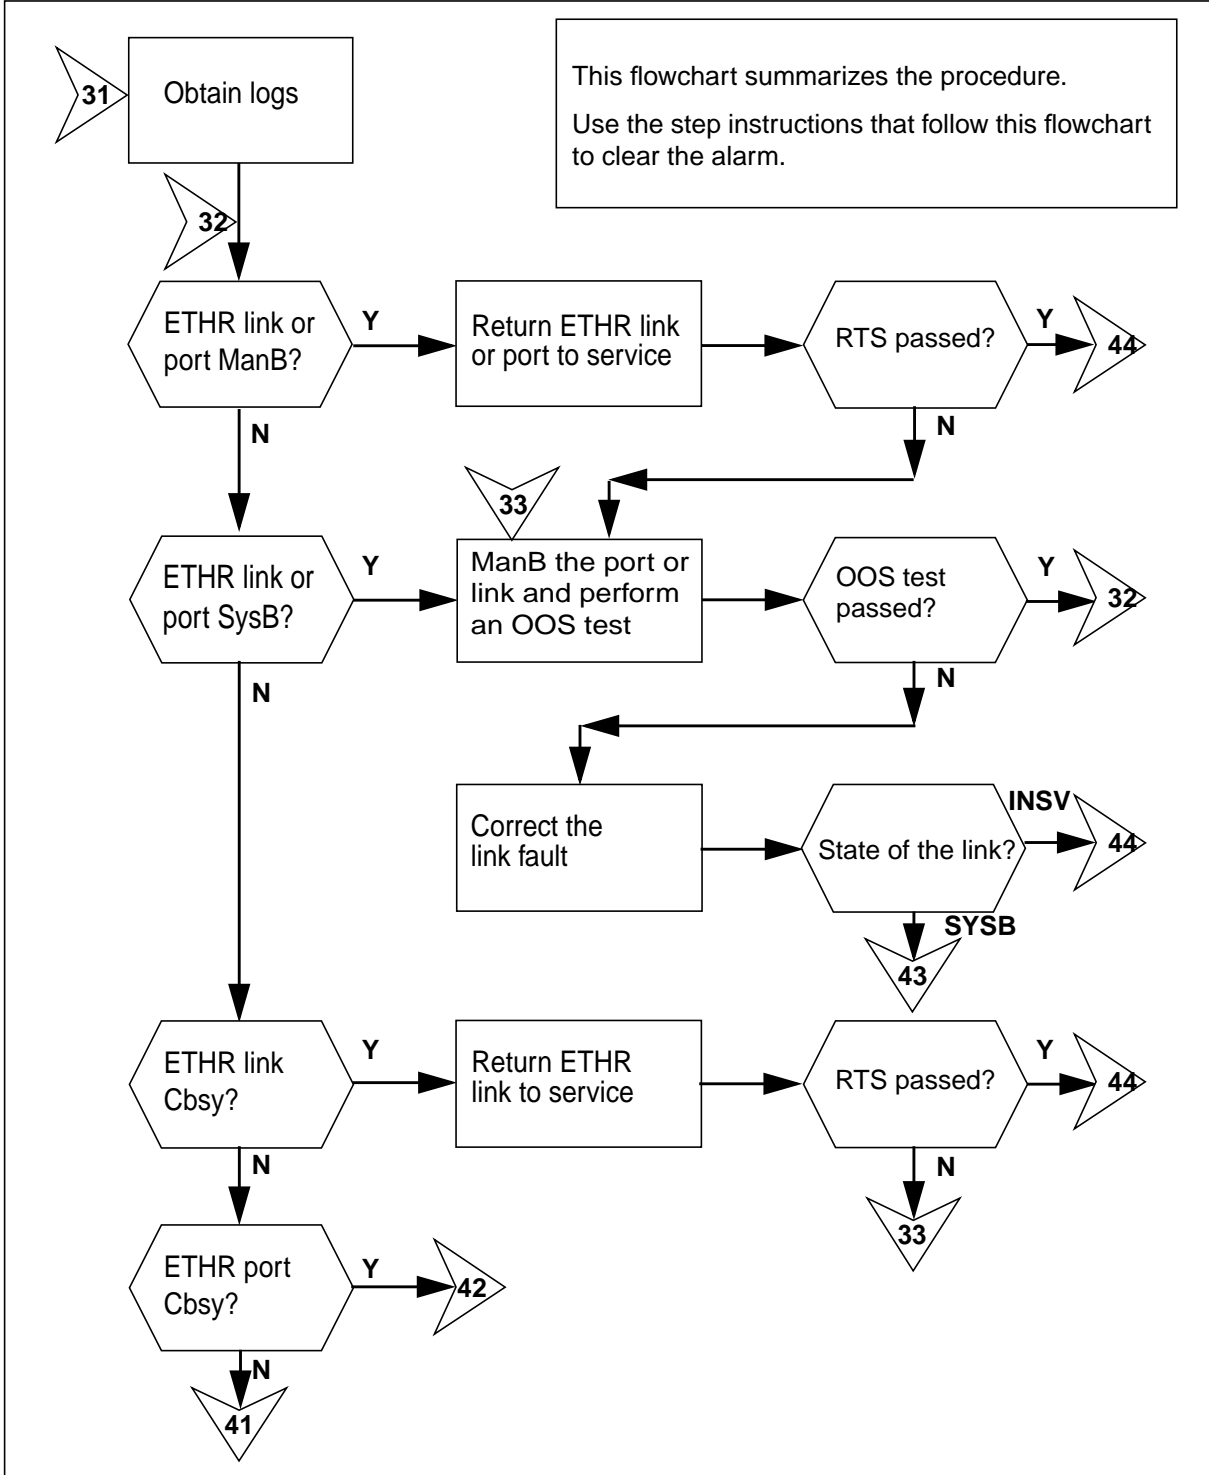 This flowchart summarizes the procedure.
Use the step instructions that follow this flowchart
to clear the alarm.
31
Obtain logs
32
ETHR link or
port ManB?
Y
Return ETHR link
or port to service
RTS passed?
Y
44
N
N
33
ETHR link or
port SysB?
Y
ManB the port or
link and perform
an OOS test
OOS test
passed?
Y
32
N
N
Correct the
link fault
State of the link?
INSV
44
SYSB
43
ETHR link
Cbsy?
Y
Return ETHR
link to service
RTS passed?
Y
44
N
N
33
ETHR port
Cbsy?
Y
42
N
41